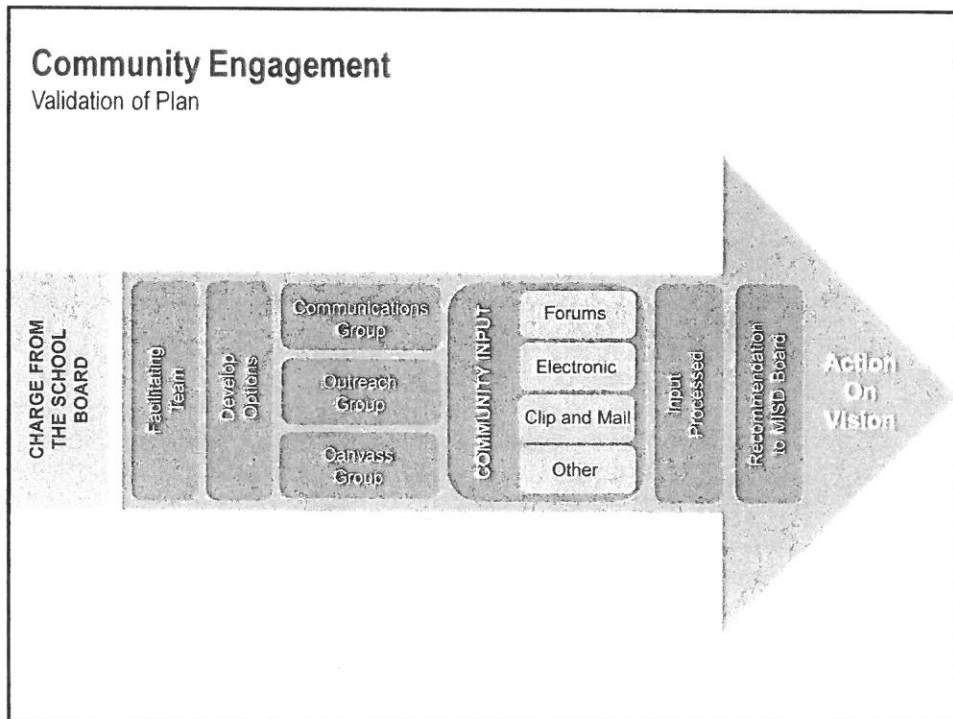 Community Engagement
Validation of Plan
CHARGE FROM
THE SCHOOL
BOARD
Facilitating
Team
Develop
Options
Communications
Group
Outreach
Group
Canvass
Group
COMMUNITY INPUT
Forums
Electronic
Clip and Mail
Other
Input
Processed
Recommendation
to MISD Board
Action
On
Vision